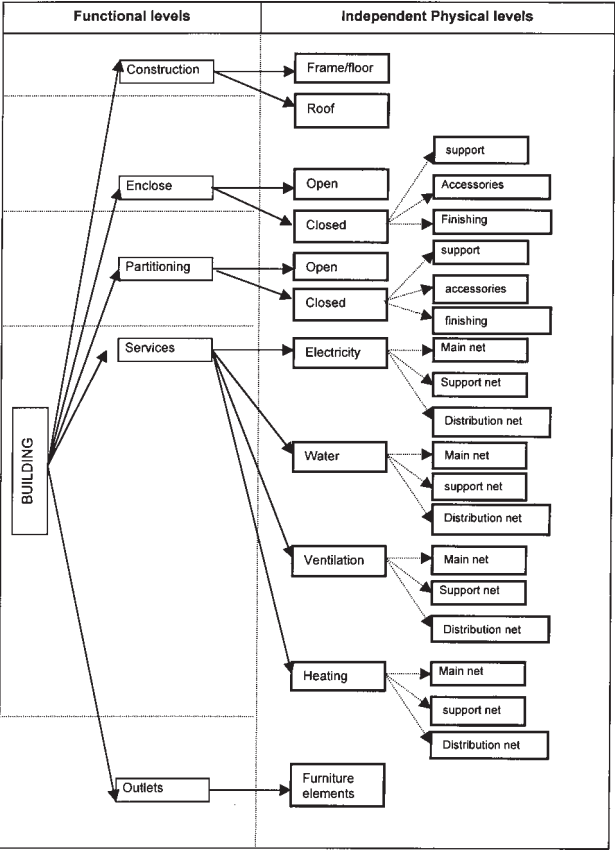 Functional levels
Independent Physical levels
BUILDING
Construction
Frame/floor
Roof
Enclose
Open
Closed
support
Accessories
Finishing
Partitioning
Open
Closed
support
accessories
finishing
Services
Electricity
Main net
Support net
Distribution net
Water
Main net
support net
Distribution net
Ventilation
Main net
Support net
Distribution net
Heating
Main net
support net
Distribution net
Outlets
Furniture
elements